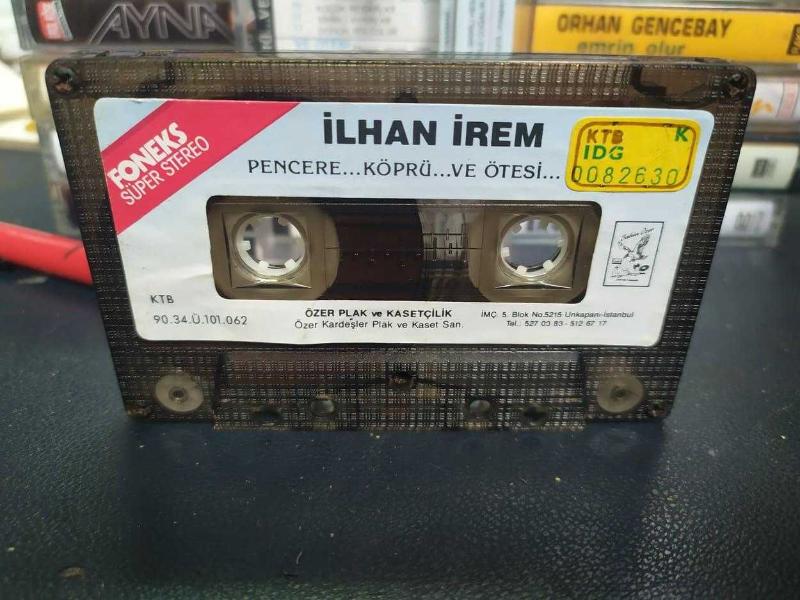 AYNA
ORHAN GENCEBAY
emrin olur
FONEKS
SÜPER STEREO
İLHAN İREM
PENCERE...KÖPRÜ...VE ÖTESİ...
KTB K
IDG
0082630
KTB
90.34.Ü.101.062
ÖZER PLAK ve KASETÇİLİK
Özer Kardeşler Plak ve Kaset San.
İMÇ. 5. Blok No.5215 Unkapanı-İstanbul
Tel.: 527 03 83 - 512 67 17